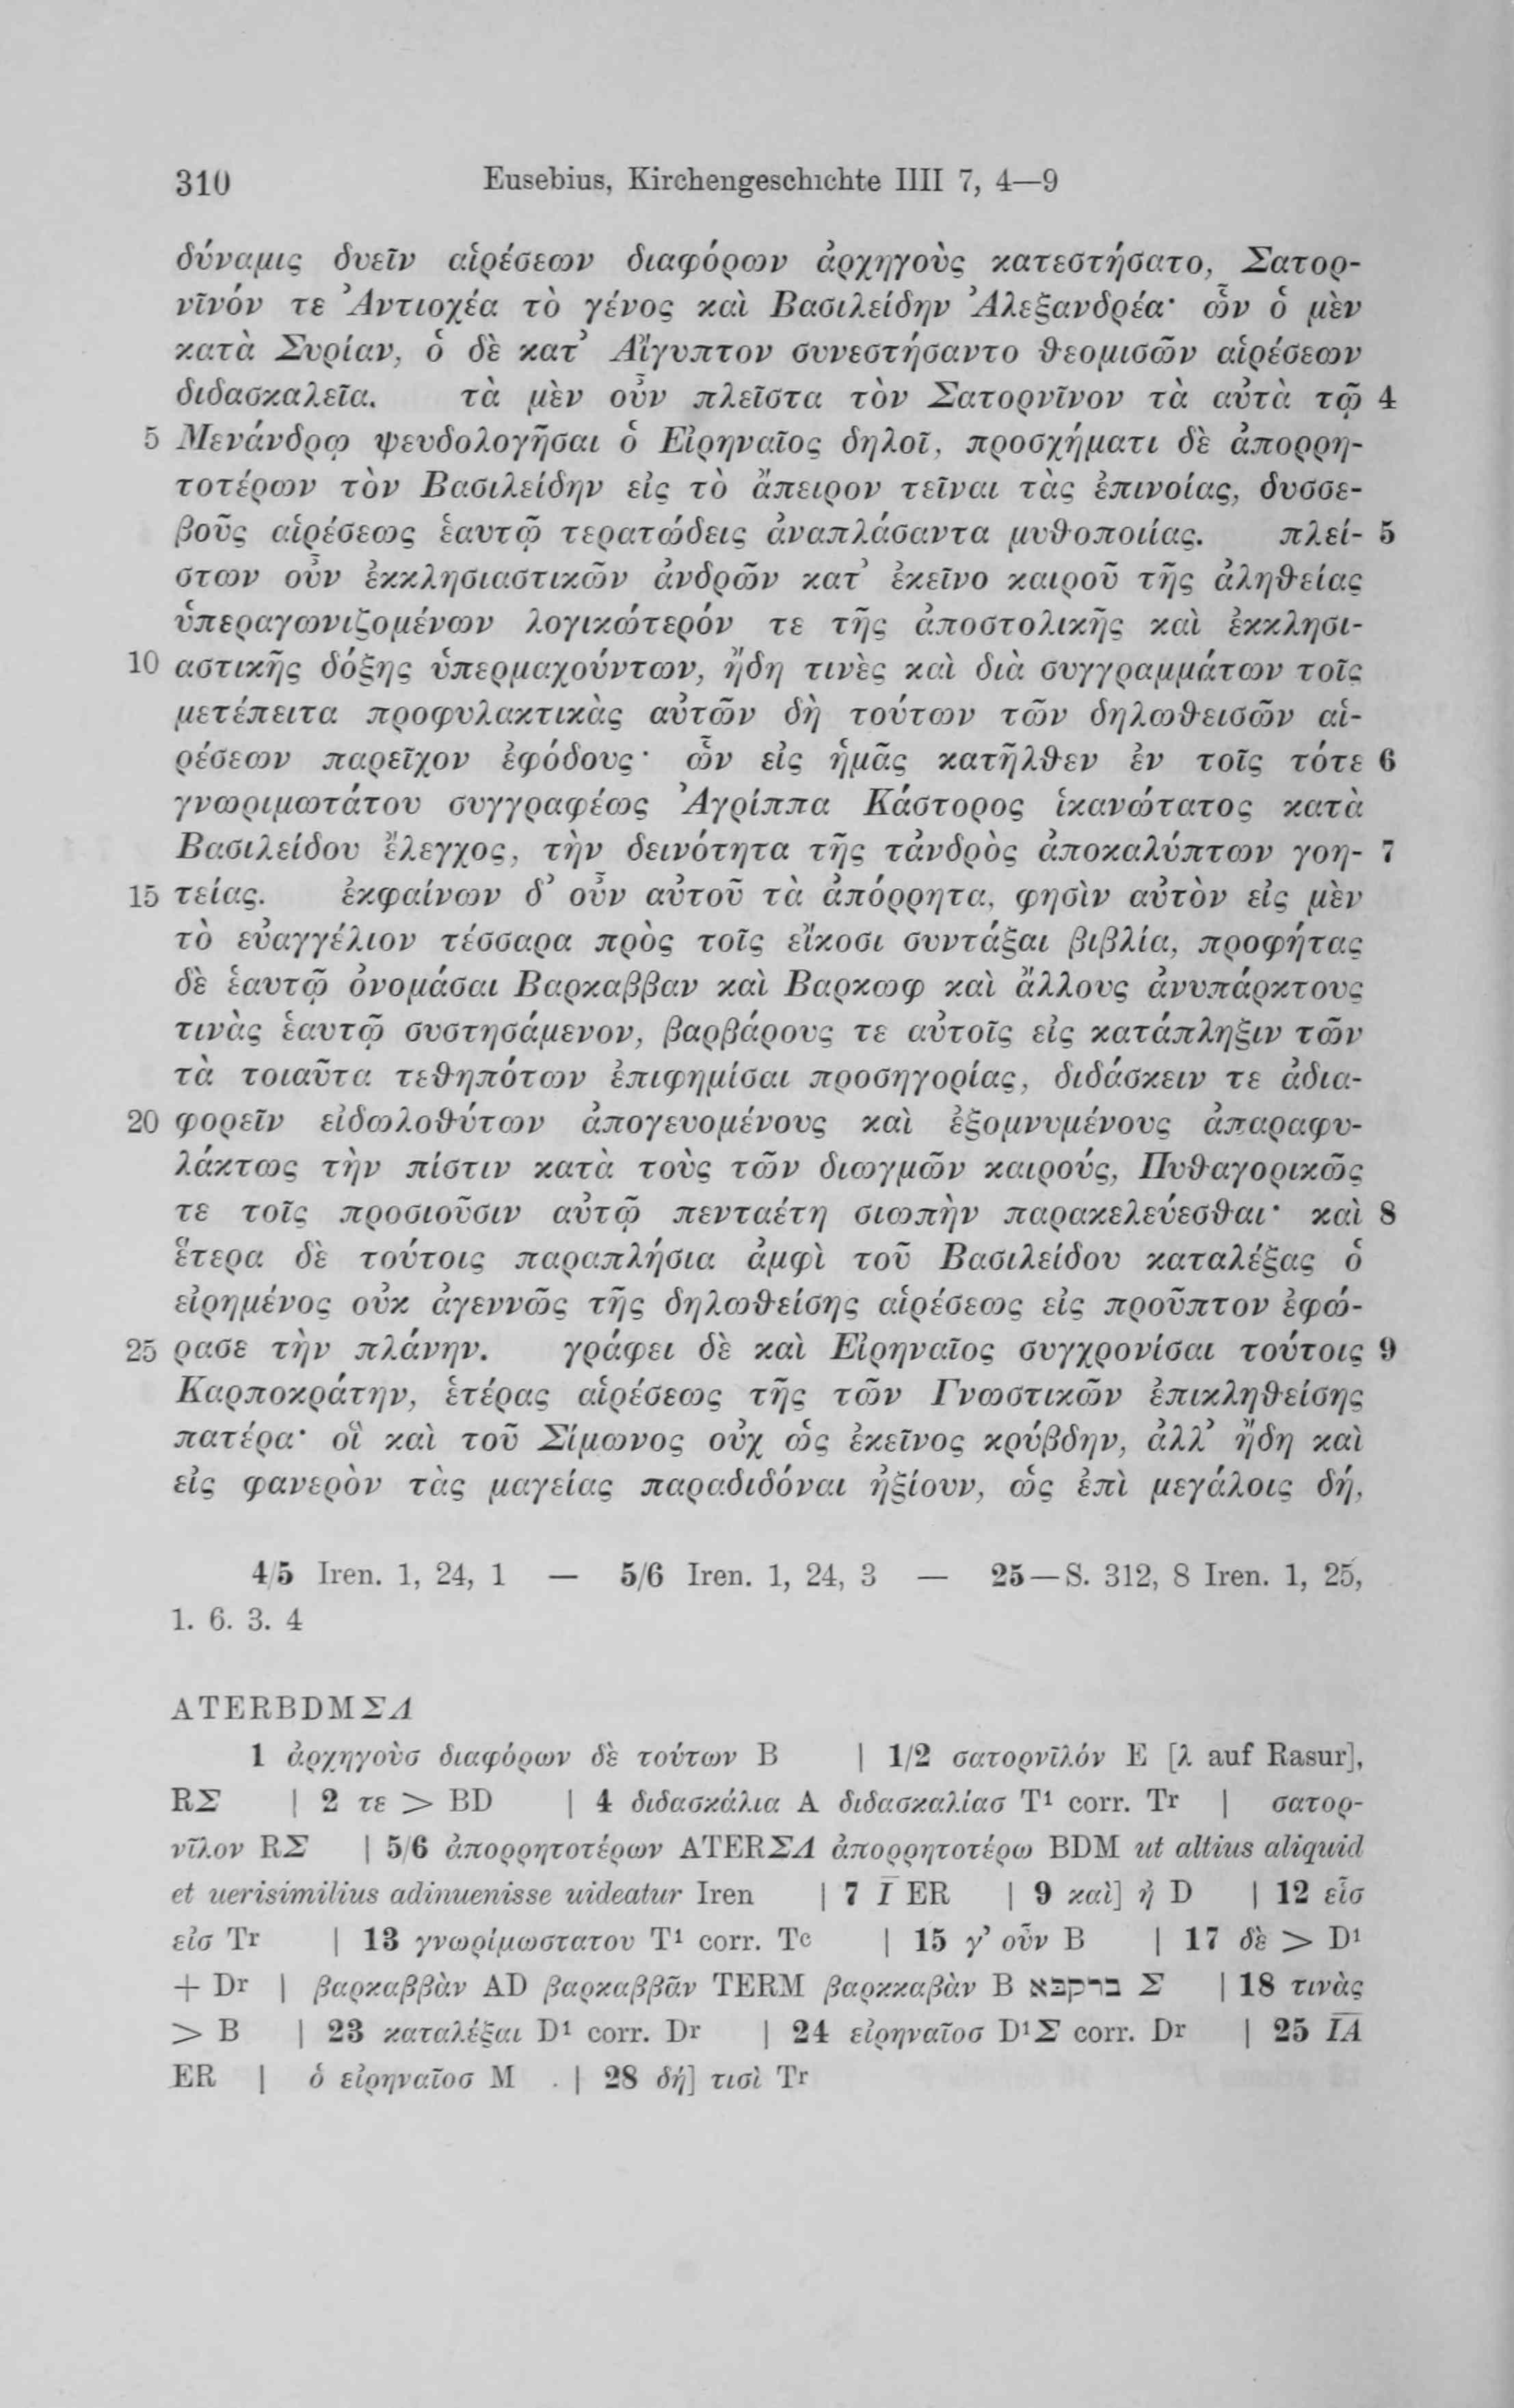 310 Eusebius, Kirchengeschichte IIII 7, 4—9
δύναμις δυεῖν αἱρέσεων διαφόρων ἀρχηγοὺς κατεστήσατο, Σατορ-
νῖνόν τε Ἀντιοχέα τὸ γένος καὶ Βασιλείδην Ἀλεξανδρέα· ὧν ὁ μὲν
κατὰ Συρίαν, ὁ δὲ κατ’ Αἴγυπτον συνεστήσαντο θεομισῶν αἱρέσεων
διδασκαλεῖα. τὰ μὲν οὖν πλεῖστα τὸν Σατορνῖνον τὰ αὐτὰ τῷ 4
5 Μενάνδρῳ ψευδολογῆσαι ὁ Εἰρηναῖος δηλοῖ, προσχήματι δὲ ἀπορρη-
τοτέρων τὸν Βασιλείδην εἰς τὸ ἄπειρον τεῖναι τὰς ἐπινοίας, δυσσε-
βοῦς αἱρέσεως ἑαυτῷ τερατώδεις ἀναπλάσαντα μυθοποιίας. πλεί- 5
στων οὖν ἐκκλησιαστικῶν ἀνδρῶν κατ’ ἐκεῖνο καιροῦ τῆς ἀληθείας
ὑπεραγωνιζομένων λογικώτερόν τε τῆς ἀποστολικῆς καὶ ἐκκλησι-
10 αστικῆς δόξης ὑπερμαχούντων, ἤδη τινὲς καὶ διὰ συγγραμμάτων τοῖς
μετέπειτα προφυλακτικὰς αὐτῶν δὴ τούτων τῶν δηλωθεισῶν αἱ-
ρέσεων παρεῖχον ἐφόδους· ὧν εἰς ἡμᾶς κατῆλθεν ἐν τοῖς τότε 6
γνωριμωτάτου συγγραφέως Ἀγρίππα Κάστορος ἱκανώτατος κατὰ
Βασιλείδου ἔλεγχος, τὴν δεινότητα τῆς τἀνδρὸς ἀποκαλύπτων γοη- 7
15 τείας. ἐκφαίνων δ’ οὖν αὐτοῦ τὰ ἀπόρρητα, φησὶν αὐτὸν εἰς μὲν
τὸ εὐαγγέλιον τέσσαρα πρὸς τοῖς εἴκοσι συντάξαι βιβλία, προφήτας
δὲ ἑαυτῷ ὀνομάσαι Βαρκαββαν καὶ Βαρκωφ καὶ ἄλλους ἀνυπάρκτους
τινὰς ἑαυτῷ συστησάμενον, βαρβάρους τε αὐτοῖς εἰς κατάπληξιν τῶν
τὰ τοιαῦτα τεθηπότων ἐπιφημίσαι προσηγορίας, διδάσκειν τε ἀδια-
20 φορεῖν εἰδωλοθύτων ἀπογευομένους καὶ ἐξομνυμένους ἀπαραφυ-
λάκτως τὴν πίστιν κατὰ τοὺς τῶν διωγμῶν καιρούς, Πυθαγορικῶς
τε τοῖς προσιοῦσιν αὐτῷ πενταέτη σιωπὴν παρακελεύεσθαι· καὶ 8
ἕτερα δὲ τούτοις παραπλήσια ἀμφὶ τοῦ Βασιλείδου καταλέξας ὁ
εἰρημένος οὐκ ἀγεννῶς τῆς δηλωθείσης αἱρέσεως εἰς προῦπτον ἐφώ-
25 ρασε τὴν πλάνην. γράφει δὲ καὶ Εἰρηναῖος συγχρονίσαι τούτοις 9
Καρποκράτην, ἑτέρας αἱρέσεως τῆς τῶν Γνωστικῶν ἐπικληθείσης
πατέρα· οἳ καὶ τοῦ Σίμωνος οὐχ ὡς ἐκεῖνος κρύβδην, ἀλλ’ ἤδη καὶ
εἰς φανερὸν τὰς μαγείας παραδιδόναι ἠξίουν, ὡς ἐπὶ μεγάλοις δή,
4/5 Iren. 1, 24, 1 — 5/6 Iren. 1, 24, 3 — 25—S. 312, 8 Iren. 1, 25,
1. 6. 3. 4
ATERBDMΣΛ
1 ἀρχηγοὺσ διαφόρων δὲ τούτων B | 1/2 σατορνῖλόν E [λ auf Rasur],
RΣ | 2 τε > BD | 4 διδασκάλια A διδασκαλίασ T¹ corr. Tʳ | σατορ-
νῖλον RΣ | 5/6 ἀπορρητοτέρων ATERΣΛ ἀπορρητοτέρω BDM ut altius aliquid
et uerisimilius adinuenisse uideatur Iren | 7 Ι̅ ER | 9 καὶ] ἢ D | 12 εἶσ
εἰσ Tʳ | 13 γνωρίμωστατου T¹ corr. Tᶜ | 15 γ’ οὖν B | 17 δὲ > D¹
+ Dʳ | βαρκαββὰν AD βαρκαββᾶν TERM βαρκκαβὰν B ברקבא Σ | 18 τινὰς
> B | 23 καταλέξαι D¹ corr. Dʳ | 24 εἰρηναῖοσ D¹Σ corr. Dʳ | 25 Ι̅Α̅
ER | ὁ εἰρηναῖοσ M | 28 δή] τισὶ Tʳ